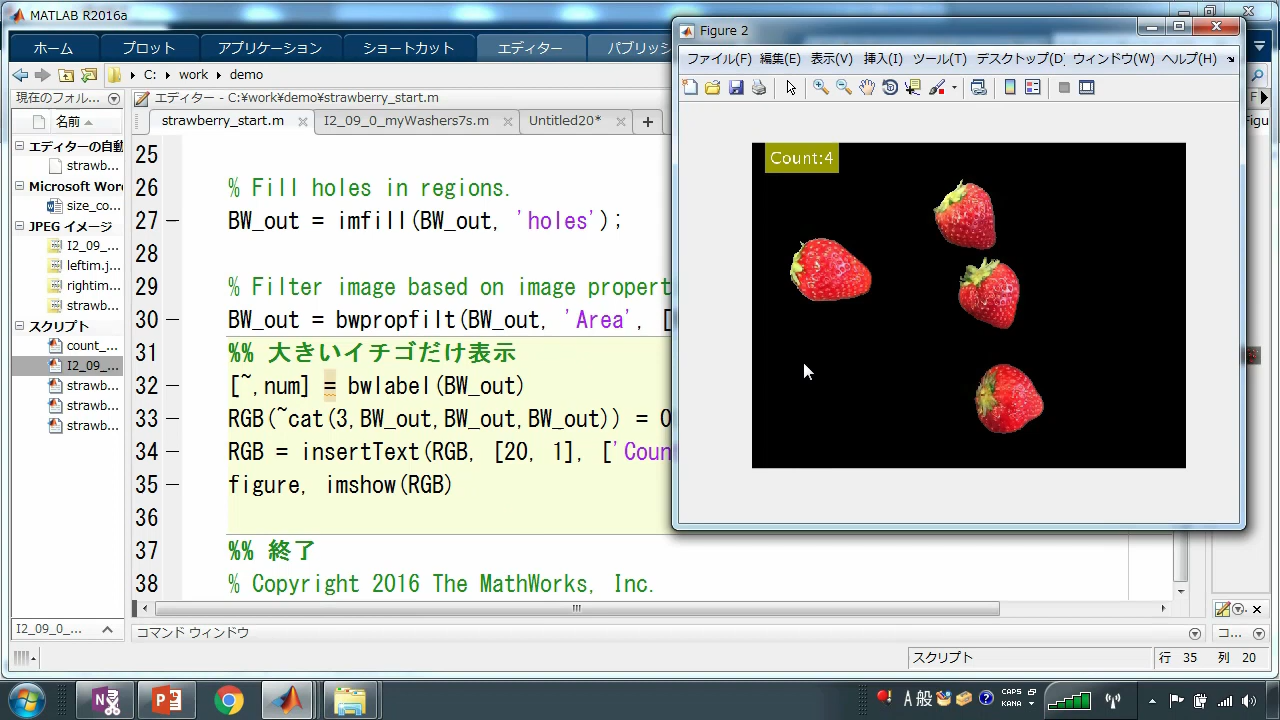 MATLAB R2016a
ホーム
プロット
アプリケーション
ショートカット
エディター
パブリッシ
C:
work
demo
現在のフォル...
名前
エディターの自動
strawb...
Microsoft Word
size_co...
JPEG イメージ
I2_09_...
leftim.j...
rightim...
strawb...
スクリプト
count_...
I2_09_...
strawb...
strawb...
strawb...
I2_09_0_...
エディター - C:¥work¥demo¥strawberry_start.m
strawberry_start.m
I2_09_0_myWashers7s.m
Untitled20*
25
26 % Fill holes in regions.
27 BW_out = imfill(BW_out, 'holes');
28
29 % Filter image based on image propert
30 BW_out = bwpropfilt(BW_out, 'Area', [
31 %% 大きいイチゴだけ表示
32 [~,num] = bwlabel(BW_out)
33 RGB(~cat(3,BW_out,BW_out,BW_out)) = 0
34 RGB = insertText(RGB, [20, 1], ['Coun
35 figure, imshow(RGB)
36
37 %% 終了
38 % Copyright 2016 The MathWorks, Inc.
コマンド ウィンドウ
コ...
スクリプト
行 35 列 20
Figure 2
ファイル(F) 編集(E) 表示(V) 挿入(I) ツール(T) デスクトップ(D) ウィンドウ(W) ヘルプ(H)
Count:4
A 般
CAPS
KANA